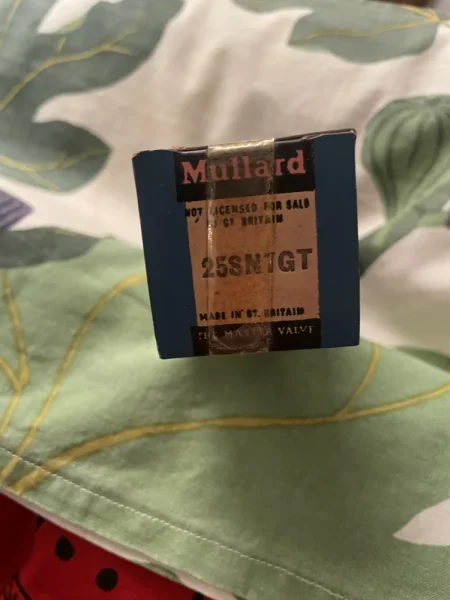 Mullard
NOT LICENSED FOR SALE
IN GT. BRITAIN
25SN7GT
MADE IN GT. BRITAIN
THE MASTER VALVE